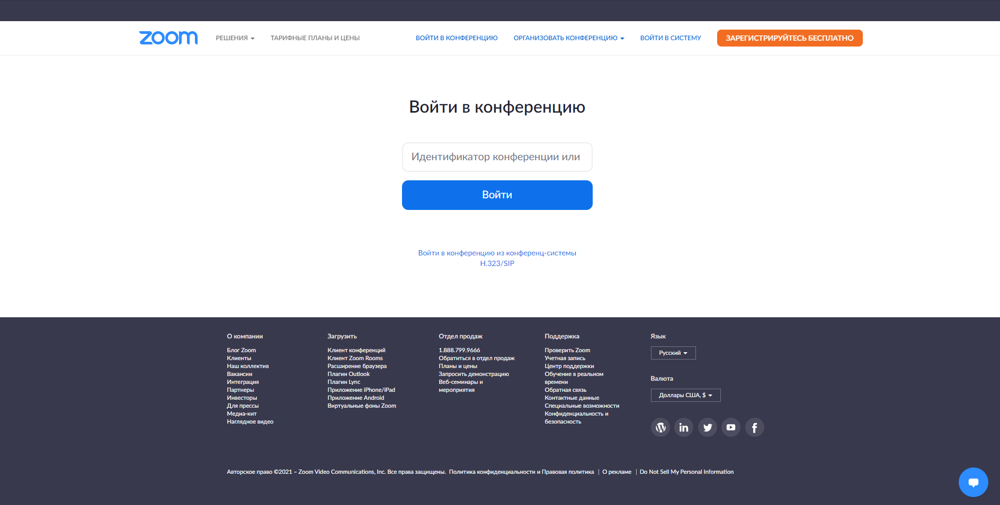 zoom
РЕШЕНИЯ
ТАРИФНЫЕ ПЛАНЫ И ЦЕНЫ
ВОЙТИ В КОНФЕРЕНЦИЮ
ОРГАНИЗОВАТЬ КОНФЕРЕНЦИЮ
ВОЙТИ В СИСТЕМУ
ЗАРЕГИСТРИРУЙТЕСЬ БЕСПЛАТНО
Войти в конференцию
Идентификатор конференции или
Войти
Войти в конференцию из конференц-системы
H.323/SIP
О компании
Блог Zoom
Клиенты
Наш коллектив
Вакансии
Интеграция
Партнеры
Инвесторы
Для прессы
Медиа-кит
Наглядное видео
Загрузить
Клиент конференций
Клиент Zoom Rooms
Расширение браузера
Плагин Outlook
Плагин Lync
Приложение iPhone/iPad
Приложение Android
Виртуальные фоны Zoom
Отдел продаж
1.888.799.9666
Обратиться в отдел продаж
Планы и цены
Запросить демонстрацию
Веб-семинары и
мероприятия
Поддержка
Проверить Zoom
Учетная запись
Центр поддержки
Обучение в реальном
времени
Обратная связь
Контактные данные
Специальные возможности
Конфиденциальность и
безопасность
Язык
Русский
Валюта
Доллары США, $
Авторское право ©2021 – Zoom Video Communications, Inc. Все права защищены. Политика конфиденциальности и Правовая политика | О рекламе | Do Not Sell My Personal Information